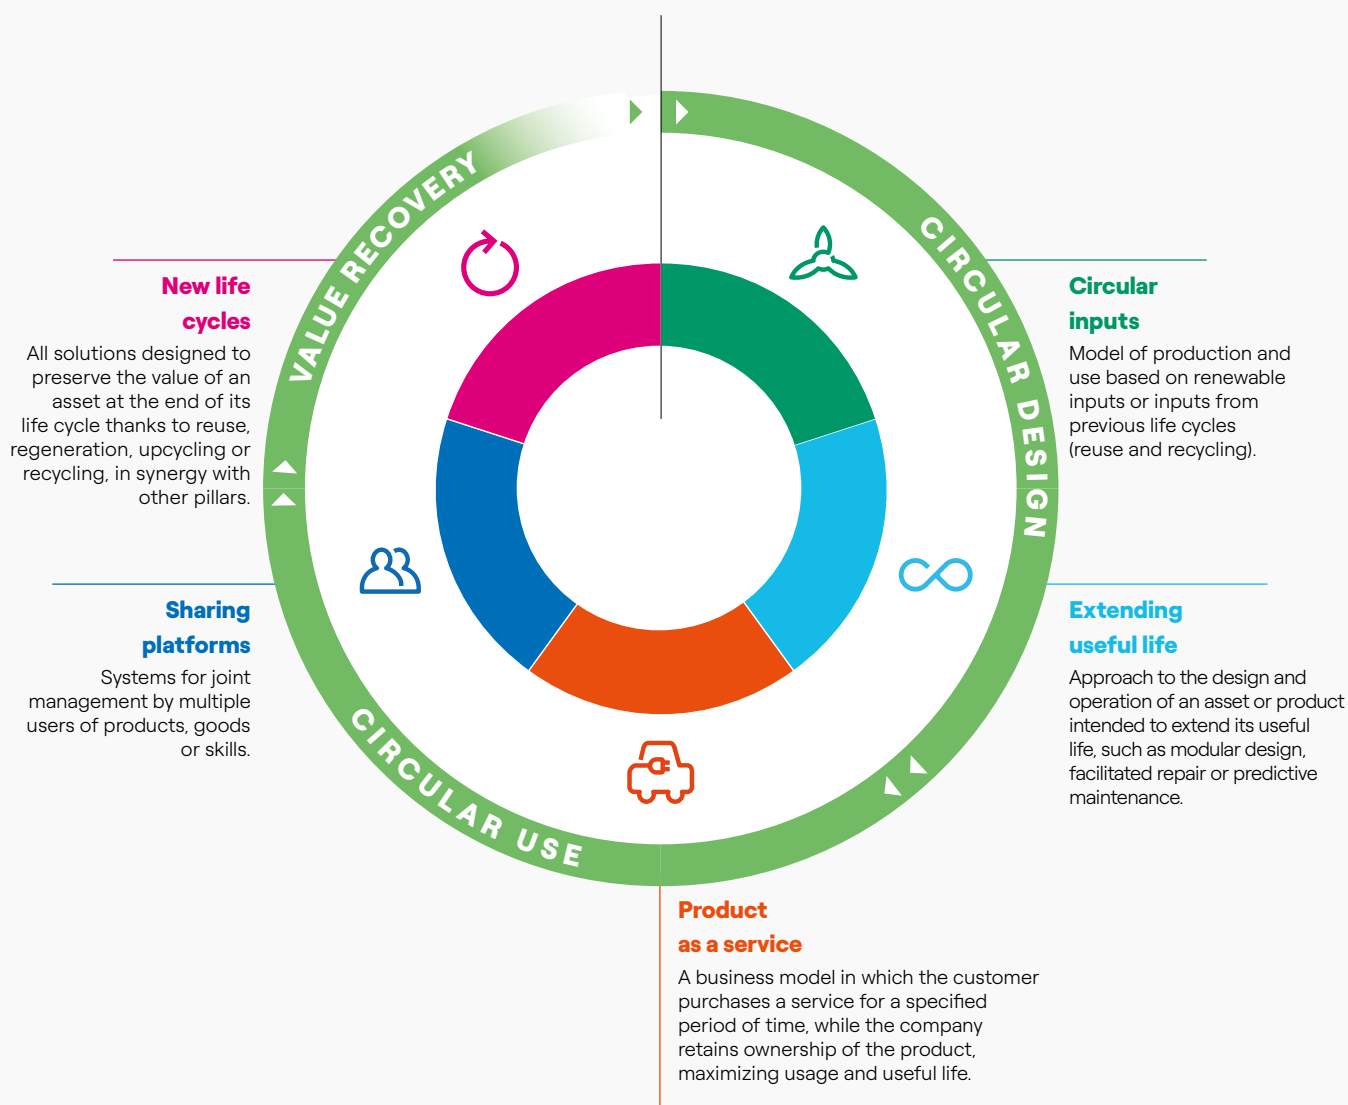 VALUE RECOVERY
CIRCULAR DESIGN
CIRCULAR USE
New life
cycles
All solutions designed to
preserve the value of an
asset at the end of its
life cycle thanks to reuse,
regeneration, upcycling or
recycling, in synergy with
other pillars.
Circular
inputs
Model of production and
use based on renewable
inputs or inputs from
previous life cycles
(reuse and recycling).
Sharing
platforms
Systems for joint
management by multiple
users of products, goods
or skills.
Extending
useful life
Approach to the design and
operation of an asset or product
intended to extend its useful
life, such as modular design,
facilitated repair or predictive
maintenance.
Product
as a service
A business model in which the customer
purchases a service for a specified
period of time, while the company
retains ownership of the product,
maximizing usage and useful life.